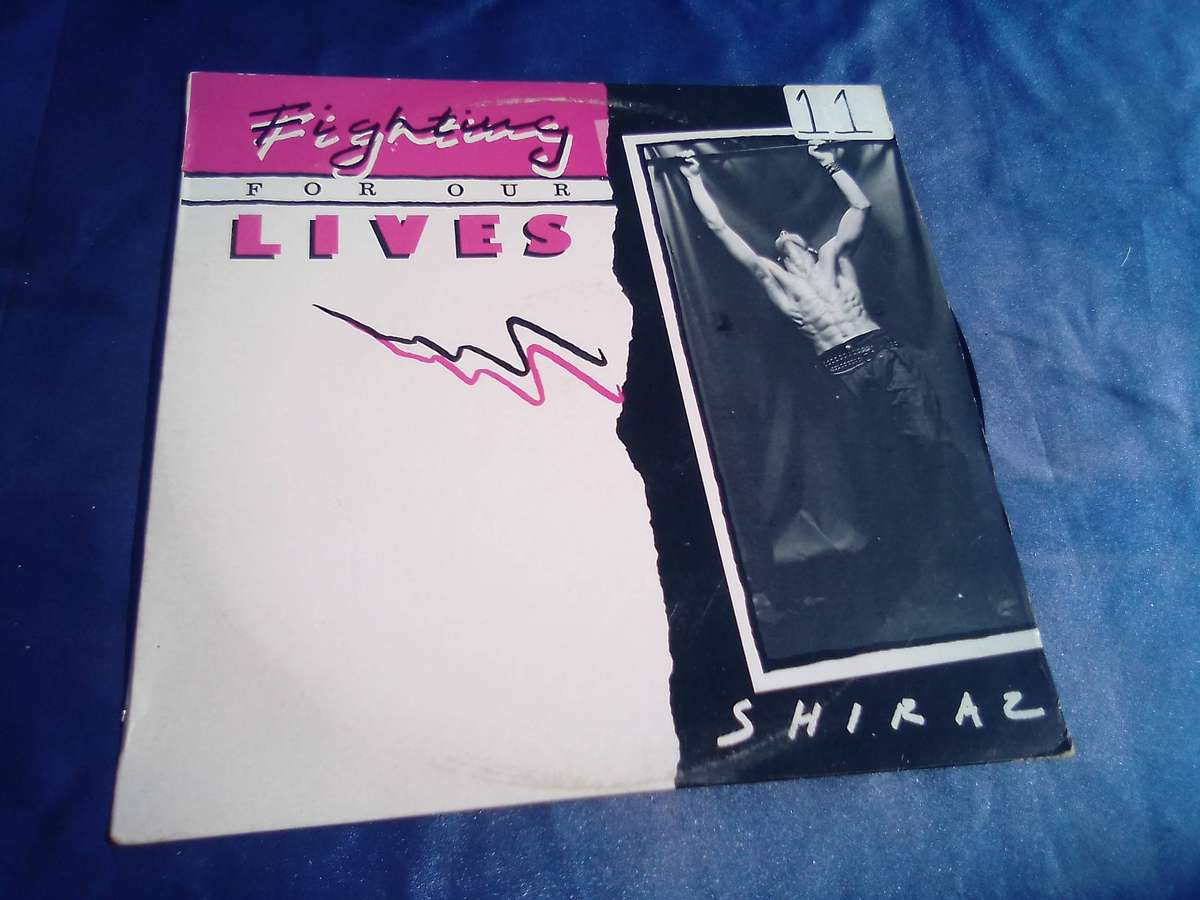 Fighting
FOR OUR
LIVES
11
SHIRAZ